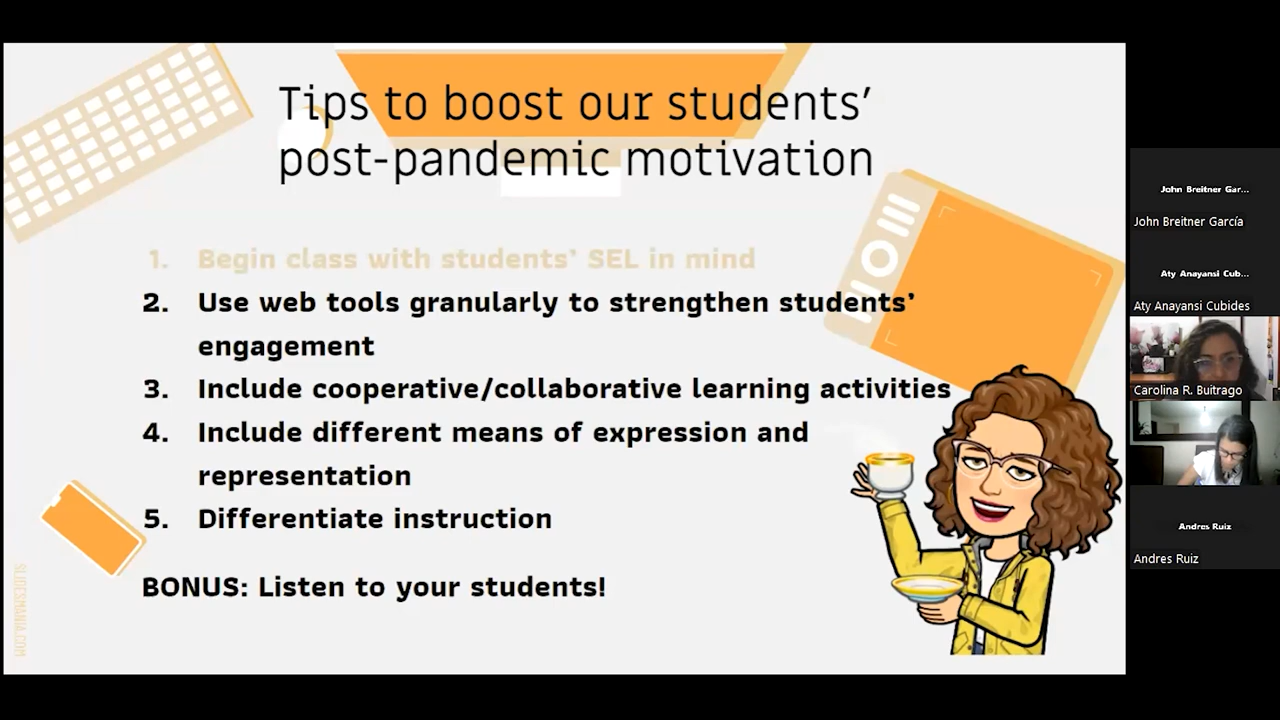 Tips to boost our students’
post-pandemic motivation
1. Begin class with students’ SEL in mind
2. Use web tools granularly to strengthen students’
engagement
3. Include cooperative/collaborative learning activities
4. Include different means of expression and
representation
5. Differentiate instruction
BONUS: Listen to your students!
SLIDESMANIA.COM
John Breitner Gar...
John Breitner García
Aty Anayansi Cub...
Aty Anayansi Cubides
Carolina R. Buitrago
Andres Ruiz
Andres Ruiz